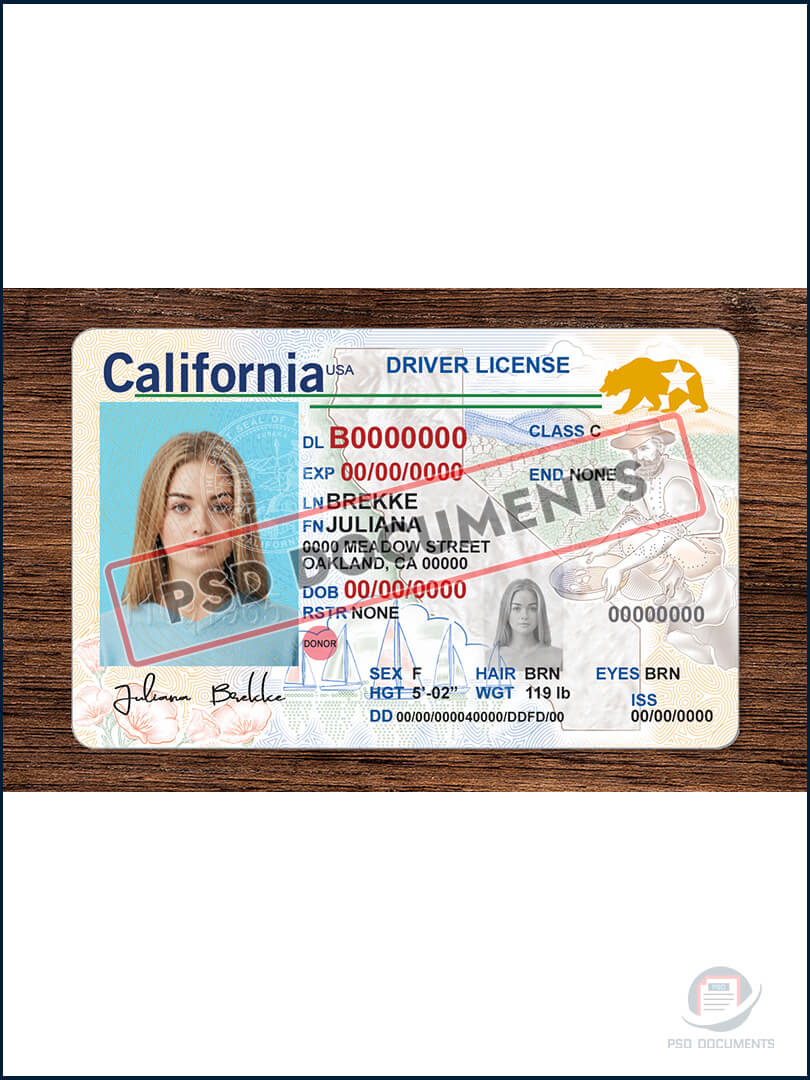 California USA DRIVER LICENSE
DL B0000000
CLASS C
EXP 00/00/0000
END NONE
LN BREKKE
FN JULIANA
0000 MEADOW STREET
OAKLAND, CA 00000
DOB 00/00/0000
RSTR NONE
00000000
DONOR
SEX F HAIR BRN EYES BRN
HGT 5'-02” WGT 119 lb
ISS
DD 00/00/000040000/DDFD/00
00/00/0000
Juliana Brekke
PSD DOCUMENTS
PSD
PSD DOCUMENTS